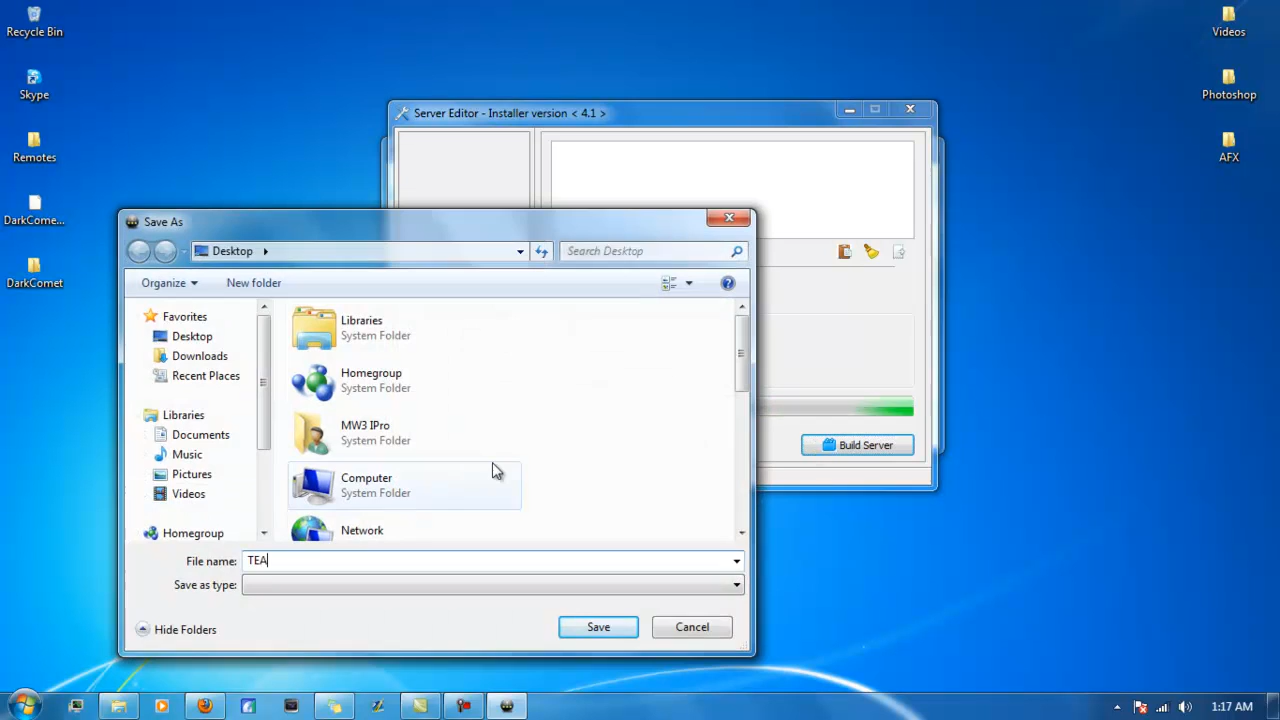 Recycle Bin
Skype
Remotes
DarkCome...
DarkComet
Videos
Photoshop
AFX
Server Editor - Installer version < 4.1 >
Build Server
Save As
Desktop
Search Desktop
Organize
New folder
Favorites
Desktop
Downloads
Recent Places
Libraries
Documents
Music
Pictures
Videos
Homegroup
Libraries
System Folder
Homegroup
System Folder
MW3 IPro
System Folder
Computer
System Folder
Network
File name: TEA
Save as type:
Hide Folders
Save
Cancel
1:17 AM